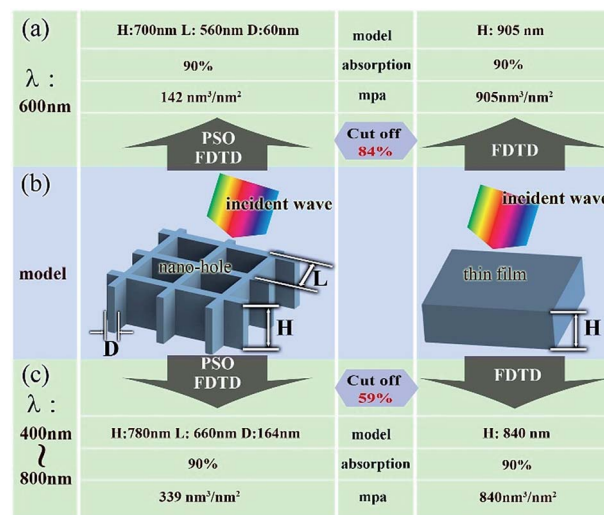 (a)
H:700nm L: 560nm D:60nm model H: 905 nm
90% absorption 90%
λ :
600nm
142 nm³/nm² mpa 905nm³/nm²
PSO
FDTD
Cut off
84%
FDTD
(b)
incident wave
incident wave
model
nano-hole
thin film
L
H
D
H
(c)
PSO
FDTD
Cut off
59%
FDTD
λ :
400nm
~
800nm
H:780nm L: 660nm D:164nm model H: 840 nm
90% absorption 90%
339 nm³/nm² mpa 840nm³/nm²